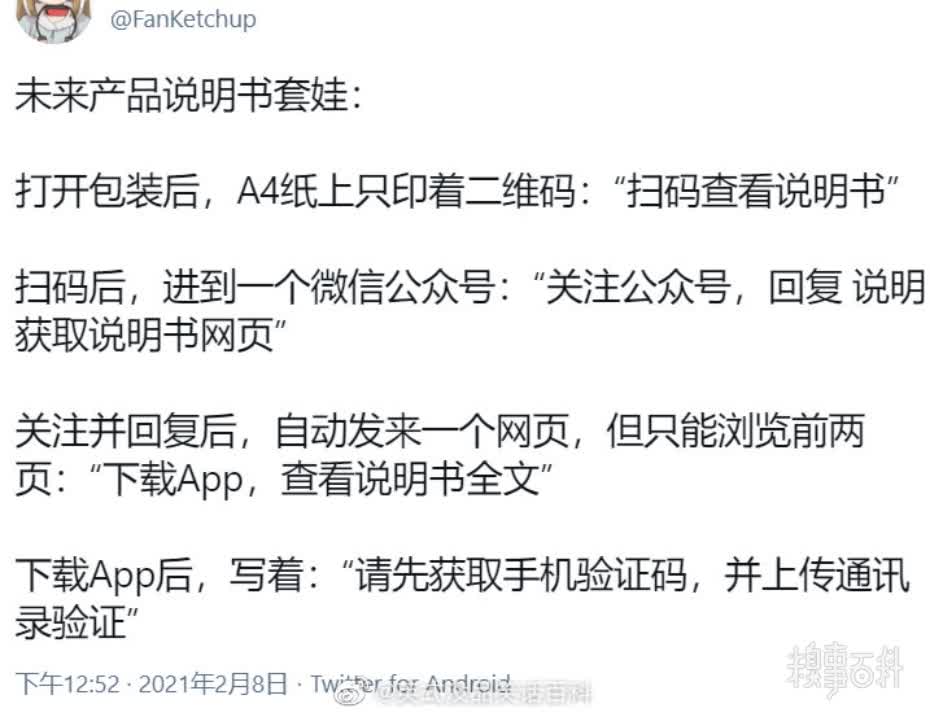 @FanKetchup
未来产品说明书套娃：
打开包装后，A4纸上只印着二维码：“扫码查看说明书”
扫码后，进到一个微信公众号：“关注公众号，回复 说明
获取说明书网页”
关注并回复后，自动发来一个网页，但只能浏览前两
页：“下载App，查看说明书全文”
下载App后，写着：“请先获取手机验证码，并上传通讯
录验证”
下午12:52 · 2021年2月8日 · Twitter for Android
糗事百科